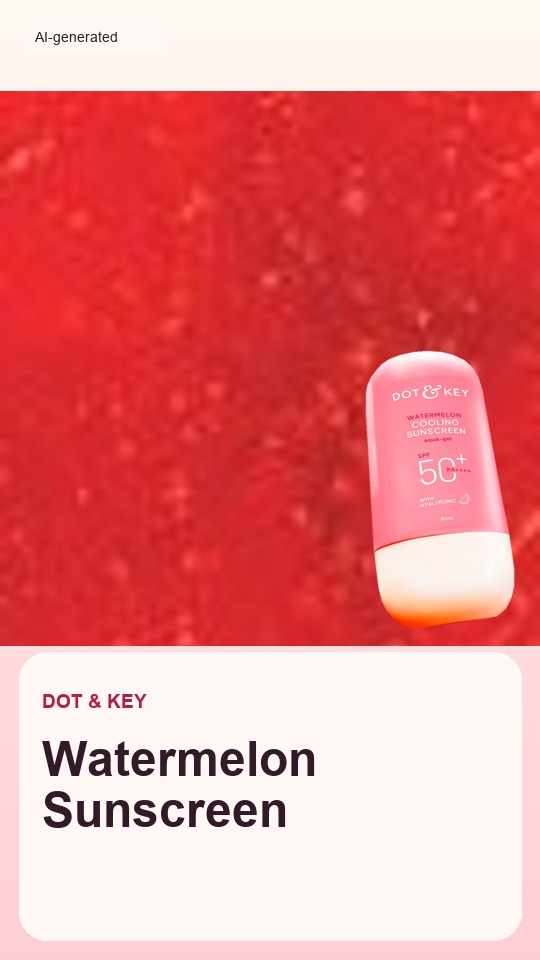 AI-generated
DOT & KEY
WATERMELON
COOLING
SUNSCREEN
aqua-gel
SPF
50+
PA++++
WITH
HYALURONIC
DOT & KEY
Watermelon
Sunscreen